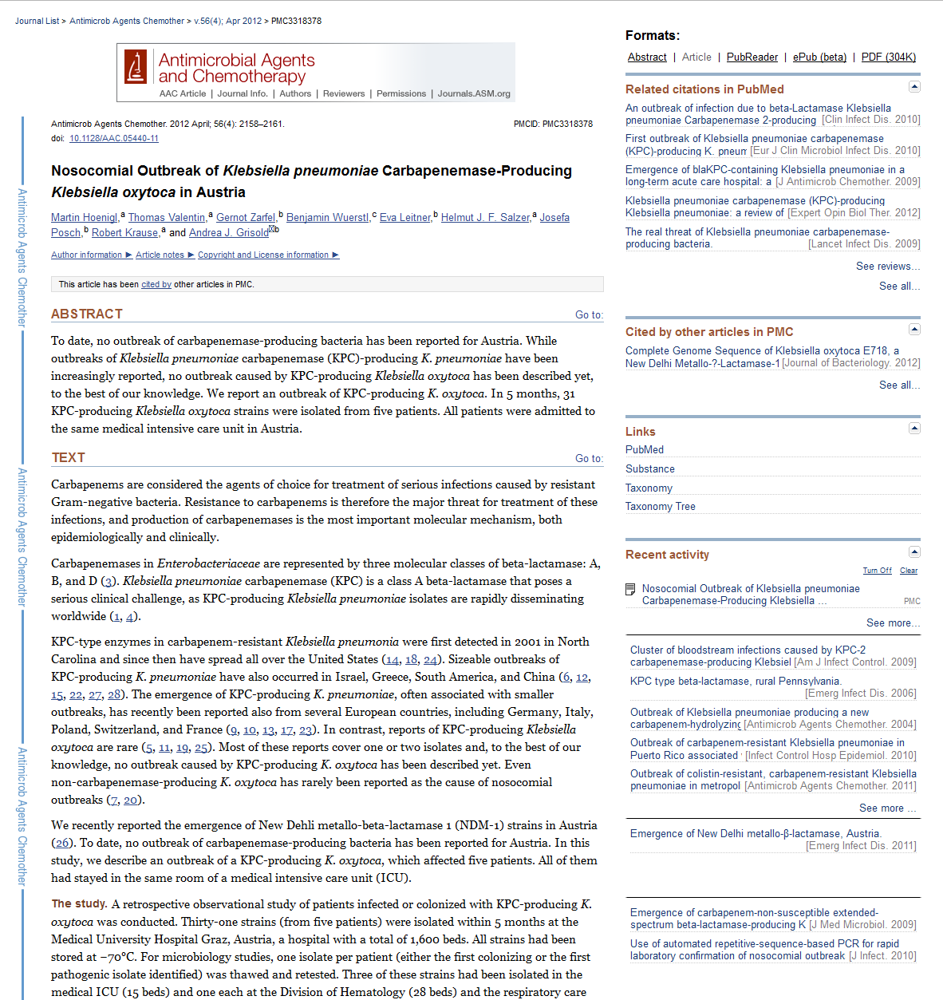 Journal List > Antimicrob Agents Chemother > v.56(4); Apr 2012 > PMC3318378
Antimicrobial Agents
and Chemotherapy
AAC Article | Journal Info. | Authors | Reviewers | Permissions | Journals.ASM.org
Antimicrob Agents Chemother. 2012 April; 56(4): 2158–2161.
PMCID: PMC3318378
doi: 10.1128/AAC.05440-11
Nosocomial Outbreak of Klebsiella pneumoniae Carbapenemase-Producing
Klebsiella oxytoca in Austria
Martin Hoenigl,a Thomas Valentin,a Gernot Zarfel,b Benjamin Wuerstl,c Eva Leitner,b Helmut J. F. Salzer,a Josefa
Posch,b Robert Krause,a and Andrea J. Grisold b
Author information ► Article notes ► Copyright and License information ►
This article has been cited by other articles in PMC.
ABSTRACT
Go to:
To date, no outbreak of carbapenemase-producing bacteria has been reported for Austria. While
outbreaks of Klebsiella pneumoniae carbapenemase (KPC)-producing K. pneumoniae have been
increasingly reported, no outbreak caused by KPC-producing Klebsiella oxytoca has been described yet,
to the best of our knowledge. We report an outbreak of KPC-producing K. oxytoca. In 5 months, 31
KPC-producing Klebsiella oxytoca strains were isolated from five patients. All patients were admitted to
the same medical intensive care unit in Austria.
TEXT
Go to:
Carbapenems are considered the agents of choice for treatment of serious infections caused by resistant
Gram-negative bacteria. Resistance to carbapenems is therefore the major threat for treatment of these
infections, and production of carbapenemases is the most important molecular mechanism, both
epidemiologically and clinically.
Carbapenemases in Enterobacteriaceae are represented by three molecular classes of beta-lactamase: A,
B, and D (3). Klebsiella pneumoniae carbapenemase (KPC) is a class A beta-lactamase that poses a
serious clinical challenge, as KPC-producing Klebsiella pneumoniae isolates are rapidly disseminating
worldwide (1, 4).
KPC-type enzymes in carbapenem-resistant Klebsiella pneumonia were first detected in 2001 in North
Carolina and since then have spread all over the United States (14, 18, 24). Sizeable outbreaks of
KPC-producing K. pneumoniae have also occurred in Israel, Greece, South America, and China (6, 12,
15, 22, 27, 28). The emergence of KPC-producing K. pneumoniae, often associated with smaller
outbreaks, has recently been reported also from several European countries, including Germany, Italy,
Poland, Switzerland, and France (9, 10, 13, 17, 23). In contrast, reports of KPC-producing Klebsiella
oxytoca are rare (5, 11, 19, 25). Most of these reports cover one or two isolates and, to the best of our
knowledge, no outbreak caused by KPC-producing K. oxytoca has been described yet. Even
non-carbapenemase-producing K. oxytoca has rarely been reported as the cause of nosocomial
outbreaks (7, 20).
We recently reported the emergence of New Dehli metallo-beta-lactamase 1 (NDM-1) strains in Austria
(26). To date, no outbreak of carbapenemase-producing bacteria has been reported for Austria. In this
study, we describe an outbreak of a KPC-producing K. oxytoca, which affected five patients. All of them
had stayed in the same room of a medical intensive care unit (ICU).
The study. A retrospective observational study of patients infected or colonized with KPC-producing K.
oxytoca was conducted. Thirty-one strains (from five patients) were isolated within 5 months at the
Medical University Hospital Graz, Austria, a hospital with a total of 1,600 beds. All strains had been
stored at −70°C. For microbiology studies, one isolate per patient (either the first colonizing or the first
pathogenic isolate identified) was thawed and retested. Three of these strains had been isolated in the
medical ICU (15 beds) and one each at the Division of Hematology (28 beds) and the respiratory care
Antimicrob Agents Chemother
Antimicrob Agents Chemother
Antimicrob Agents Chemother
Formats:
Abstract | Article | PubReader | ePub (beta) | PDF (304K)
Related citations in PubMed
An outbreak of infection due to beta-Lactamase Klebsiella
pneumoniae Carbapenemase 2-producing [Clin Infect Dis. 2010]
First outbreak of Klebsiella pneumoniae carbapenemase
(KPC)-producing K. pneum [Eur J Clin Microbiol Infect Dis. 2010]
Emergence of blaKPC-containing Klebsiella pneumoniae in a
long-term acute care hospital: a [J Antimicrob Chemother. 2009]
Klebsiella pneumoniae carbapenemase (KPC)-producing
Klebsiella pneumoniae: a review of [Expert Opin Biol Ther. 2012]
The real threat of Klebsiella pneumoniae carbapenemase-
producing bacteria. [Lancet Infect Dis. 2009]
See reviews...
See all...
Cited by other articles in PMC
Complete Genome Sequence of Klebsiella oxytoca E718, a
New Delhi Metallo-?-Lactamase-1 [Journal of Bacteriology. 2012]
See all...
Links
PubMed
Substance
Taxonomy
Taxonomy Tree
Recent activity
Turn Off Clear
Nosocomial Outbreak of Klebsiella pneumoniae
Carbapenemase-Producing Klebsiella ...
PMC
See more...
Cluster of bloodstream infections caused by KPC-2
carbapenemase-producing Klebsiel [Am J Infect Control. 2009]
KPC type beta-lactamase, rural Pennsylvania.
[Emerg Infect Dis. 2006]
Outbreak of Klebsiella pneumoniae producing a new
carbapenem-hydrolyzing [Antimicrob Agents Chemother. 2004]
Outbreak of carbapenem-resistant Klebsiella pneumoniae in
Puerto Rico associated [Infect Control Hosp Epidemiol. 2010]
Outbreak of colistin-resistant, carbapenem-resistant Klebsiella
pneumoniae in metropol [Antimicrob Agents Chemother. 2011]
See more ...
Emergence of New Delhi metallo-β-lactamase, Austria.
[Emerg Infect Dis. 2011]
Emergence of carbapenem-non-susceptible extended-
spectrum beta-lactamase-producing K [J Med Microbiol. 2009]
Use of automated repetitive-sequence-based PCR for rapid
laboratory confirmation of nosocomial outbreak [J Infect. 2010]